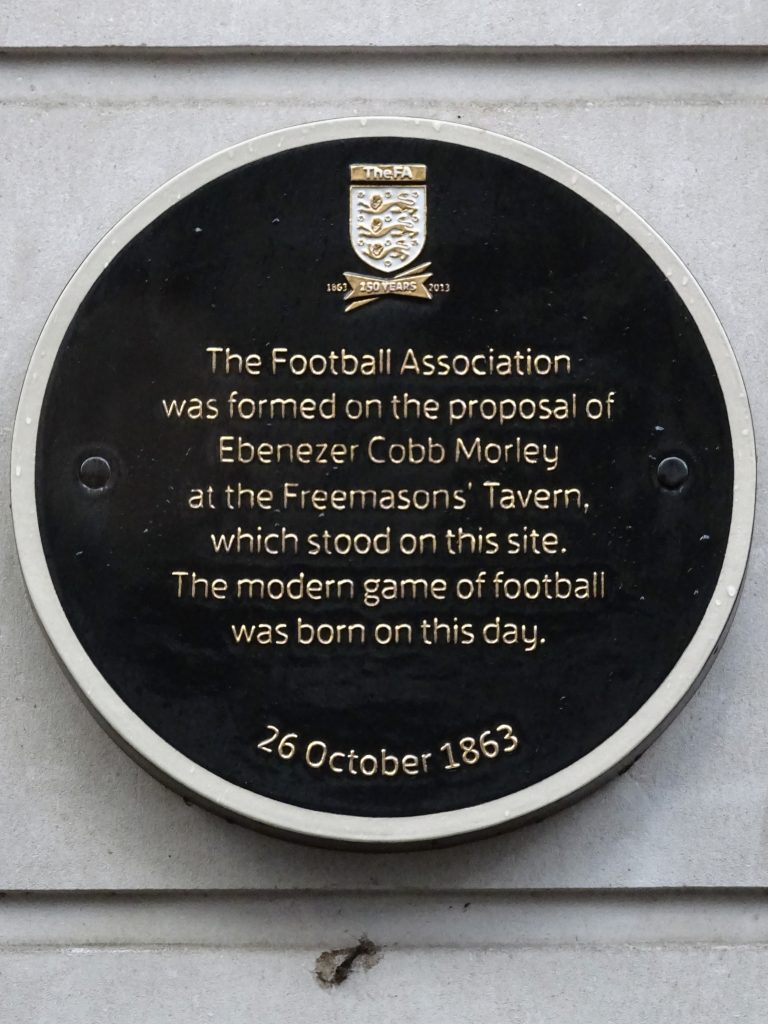 The FA
1863 150 YEARS 2013
The Football Association
was formed on the proposal of
Ebenezer Cobb Morley
at the Freemasons' Tavern,
which stood on this site.
The modern game of football
was born on this day.
26 October 1863